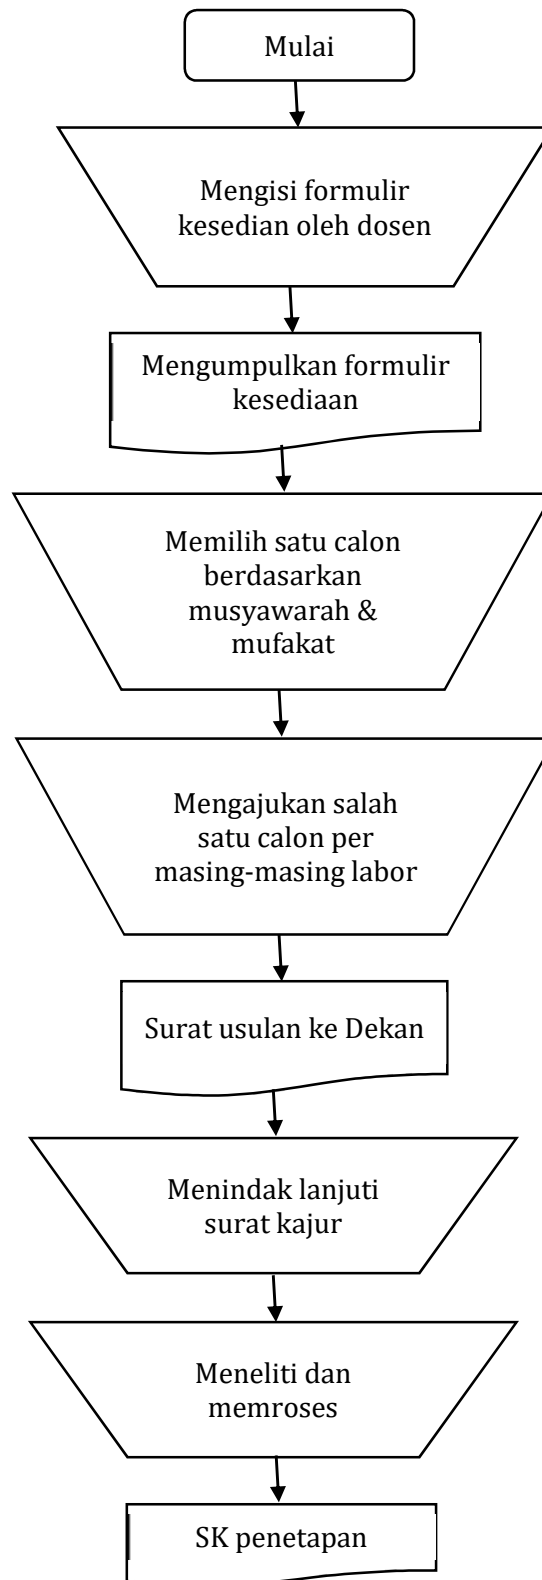 Mulai
Mengisi formulir
kesedian oleh dosen
Mengumpulkan formulir
kesediaan
Memilih satu calon
berdasarkan
musyawarah &
mufakat
Mengajukan salah
satu calon per
masing-masing labor
Surat usulan ke Dekan
Menindak lanjuti
surat kajur
Meneliti dan
memroses
SK penetapan